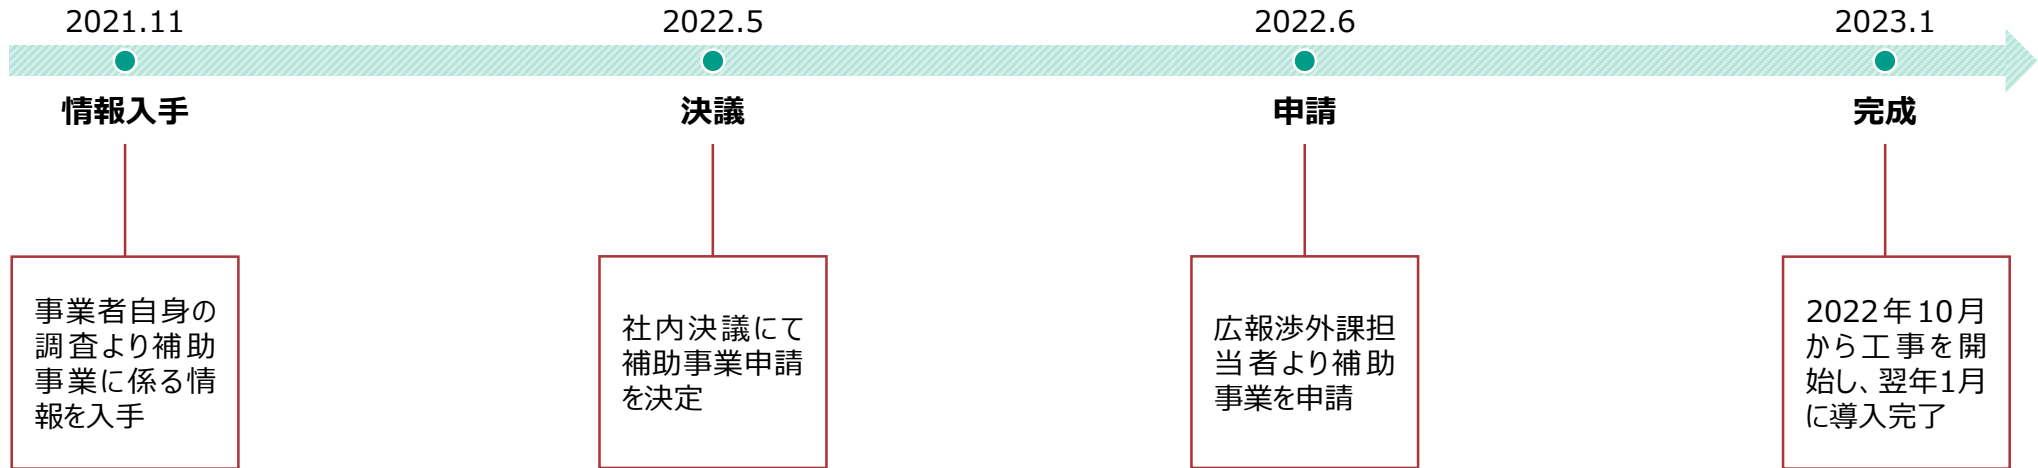 2021.11
2022.5
2022.6
2023.1
情報入手
決議
申請
完成
事業者自身の
調査より補助
事業に係る情
報を入手
社内決議にて
補助事業申請
を決定
広報渉外課担
当者より補助
事業を申請
2022年10月
から工事を開
始し、翌年1月
に導入完了